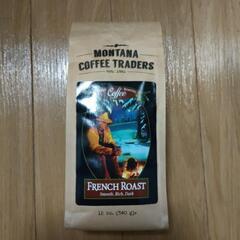 MONTANA
COFFEE TRADERS
EST. 1981
Coffee
FRENCH ROAST
Smooth, Rich, Dark
12 oz. (340 g)